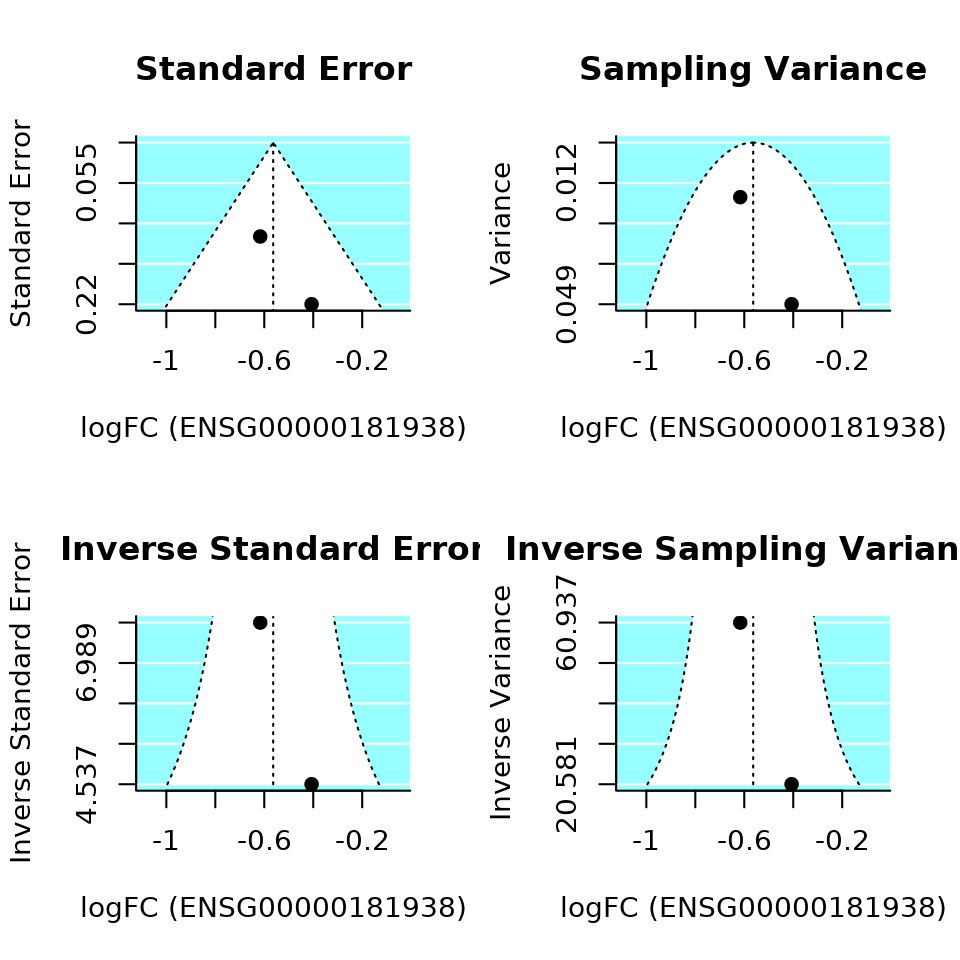 Standard Error
Standard Error
0.055
0.22
-1 -0.6 -0.2
logFC (ENSG00000181938)
Sampling Variance
Variance
0.012
0.049
-1 -0.6 -0.2
logFC (ENSG00000181938)
Inverse Standard Error
Inverse Standard Error
6.989
4.537
-1 -0.6 -0.2
logFC (ENSG00000181938)
Inverse Sampling Varian
Inverse Variance
60.937
20.581
-1 -0.6 -0.2
logFC (ENSG00000181938)